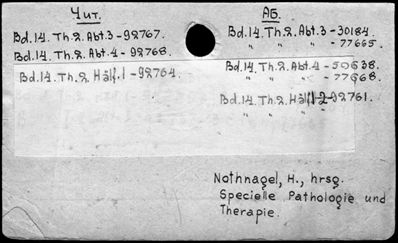 Чит.
Bd.14. Th.2. Abt.3 - 92767.
Bd.14. Th.2. Abt.4 - 92768.
Bd.14. Th.2 Hälf.1 - 92764.
АБ.
Bd.14. Th.2. Abt.3 - 30184.
" " " - 77665.
Bd.14. Th.2. Abt.4 - 50638.
" " " - 77668.
Bd.14. Th.2. Hälf 2 - 92761.
" " "
Nothnagel, H., hrsg.
Specielle Pathologie und
Therapie.